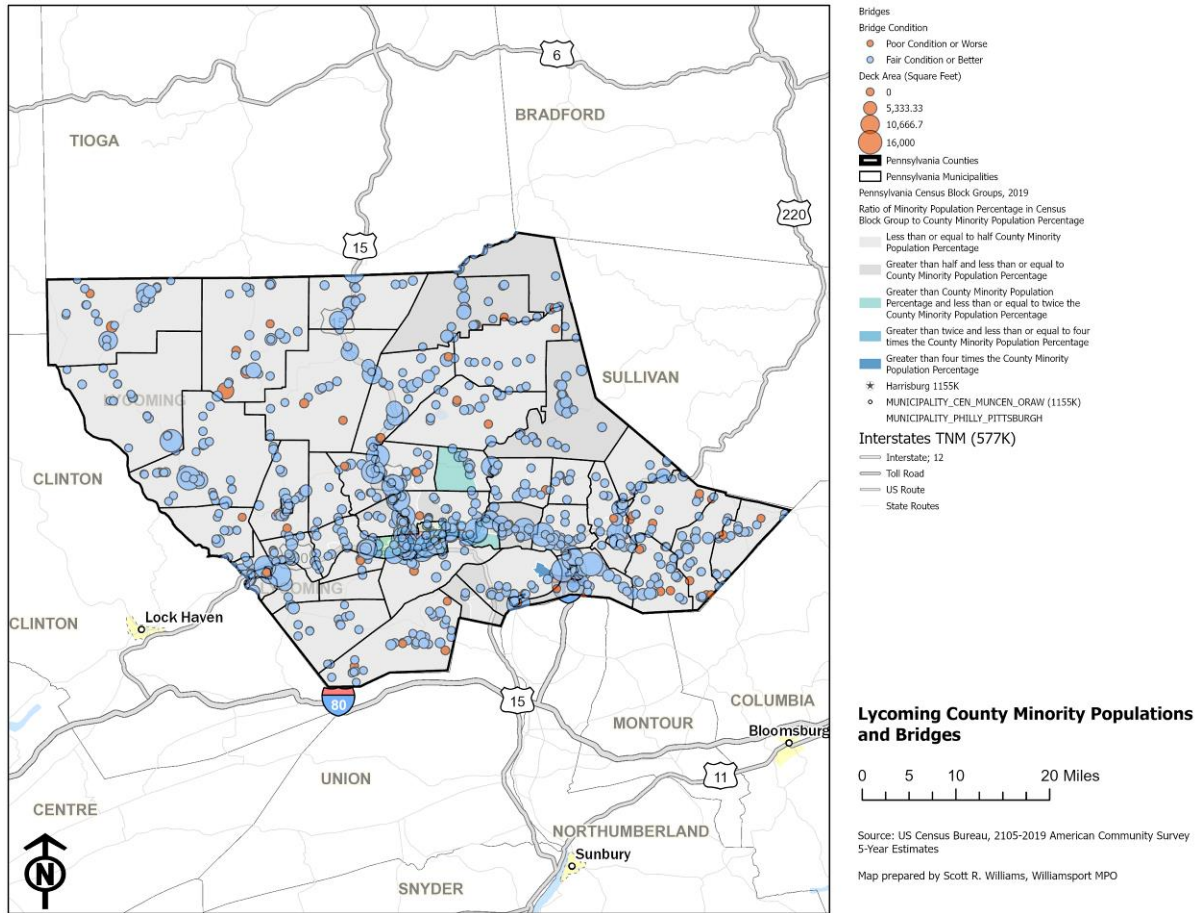 6
BRADFORD
TIOGA
220
15
SULLIVAN
LYCOMING
CLINTON
LYCOMING
CLINTON
Lock Haven
80
15
COLUMBIA
MONTOUR
Bloomsburg
UNION
11
CENTRE
NORTHUMBERLAND
N
Sunbury
SNYDER
Bridges
Bridge Condition
Poor Condition or Worse
Fair Condition or Better
Deck Area (Square Feet)
0
5,333.33
10,666.7
16,000
Pennsylvania Counties
Pennsylvania Municipalities
Pennsylvania Census Block Groups, 2019
Ratio of Minority Population Percentage in Census
Block Group to County Minority Population Percentage
Less than or equal to half County Minority
Population Percentage
Greater than half and less than or equal to
County Minority Population Percentage
Greater than County Minority Population
Percentage and less than or equal to twice the
County Minority Population Percentage
Greater than twice and less than or equal to four
times the County Minority Population Percentage
Greater than four times the County Minority
Population Percentage
Harrisburg 1155K
MUNICIPALITY_CEN_MUNCEN_ORAW (1155K)
MUNICIPALITY_PHILLY_PITTSBURGH
Interstates TNM (577K)
Interstate; 12
Toll Road
US Route
State Routes
Lycoming County Minority Populations
and Bridges
0 5 10 20 Miles
Source: US Census Bureau, 2105-2019 American Community Survey
5-Year Estimates
Map prepared by Scott R. Williams, Williamsport MPO